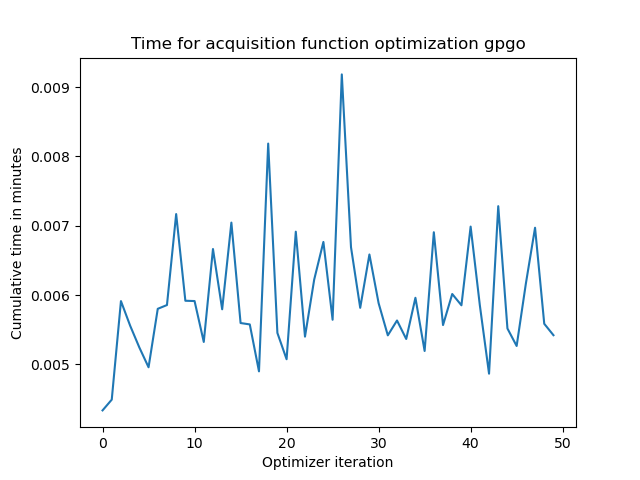 Time for acquisition function optimization gpgo
Cumulative time in minutes
0.009
0.008
0.007
0.006
0.005
0 10 20 30 40 50
Optimizer iteration